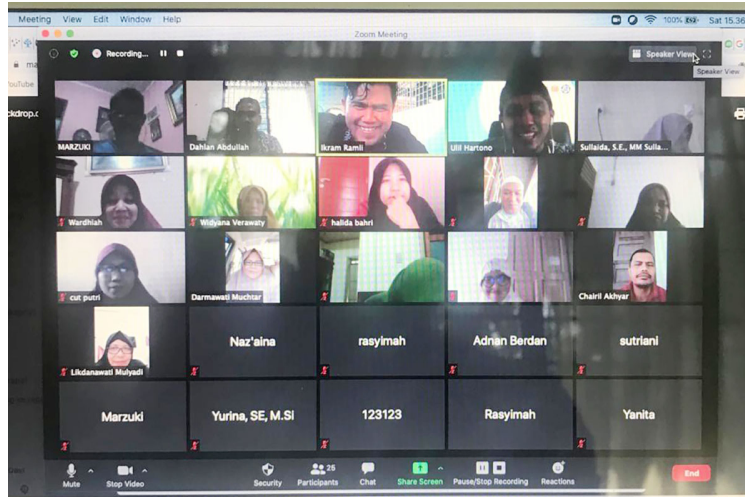 Meeting View Edit Window Help
100% Sat 15.36
Zoom Meeting
Recording...
Speaker View
Speaker View
YouTube
ckdrop.c
MARZUKI
Dahlan Abdullah
Ikram Ramli
Ulil Hartono
Sullaida, S.E., MM Sulla...
Wardhiah
Widyana Verawaty
halida bahri
cut putri
Darmawati Muchtar
Chairil Akhyar
Likdanawati Mulyadi
Naz'aina
rasyimah
Adnan Berdan
sutriani
Marzuki
Yurina, SE, M.Si
123123
Rasyimah
Yanita
Mute
Stop Video
Security
Participants
25
Chat
Share Screen
Pause/Stop Recording
Reactions
End